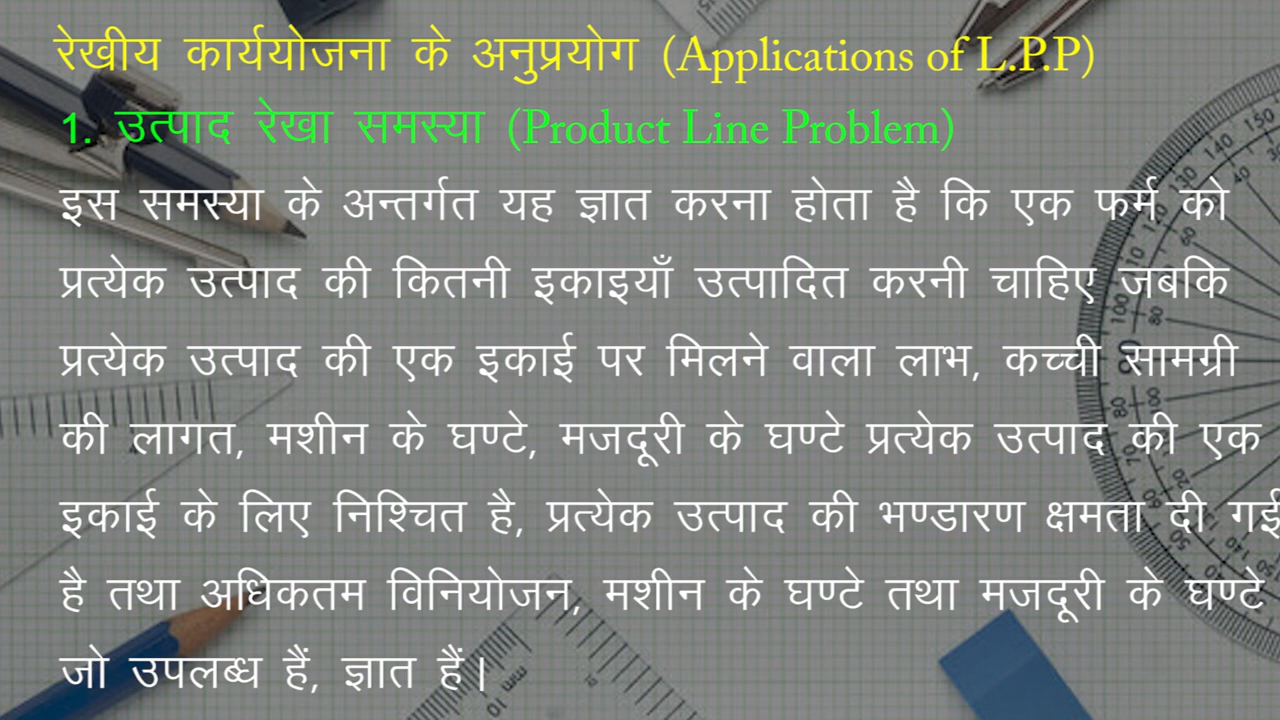 रेखीय कार्ययोजना के अनुप्रयोग (Applications of L.P.P)
1. उत्पाद रेखा समस्या (Product Line Problem)
इस समस्या के अन्तर्गत यह ज्ञात करना होता है कि एक फर्म को
प्रत्येक उत्पाद की कितनी इकाइयाँ उत्पादित करनी चाहिए जबकि
प्रत्येक उत्पाद की एक इकाई पर मिलने वाला लाभ, कच्ची सामग्री
की लागत, मशीन के घण्टे, मजदूरी के घण्टे प्रत्येक उत्पाद की एक
इकाई के लिए निश्चित है, प्रत्येक उत्पाद की भण्डारण क्षमता दी गई
है तथा अधिकतम विनियोजन, मशीन के घण्टे तथा मजदूरी के घण्टे
जो उपलब्ध हैं, ज्ञात हैं।